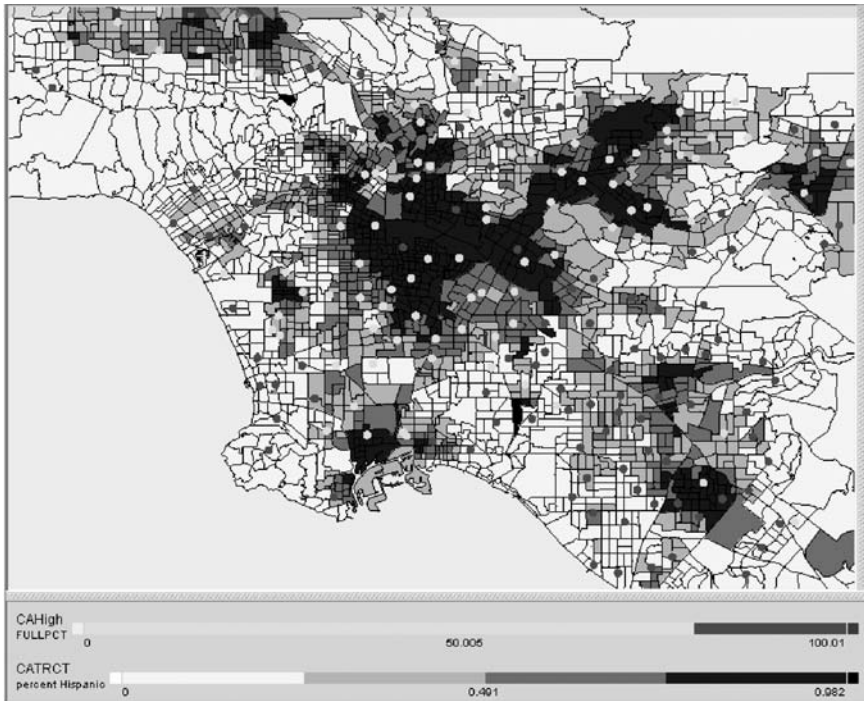 CAHigh
FULLPCT
0 50.005 100.01
CATRCT
percent Hispanic
0 0.491 0.982